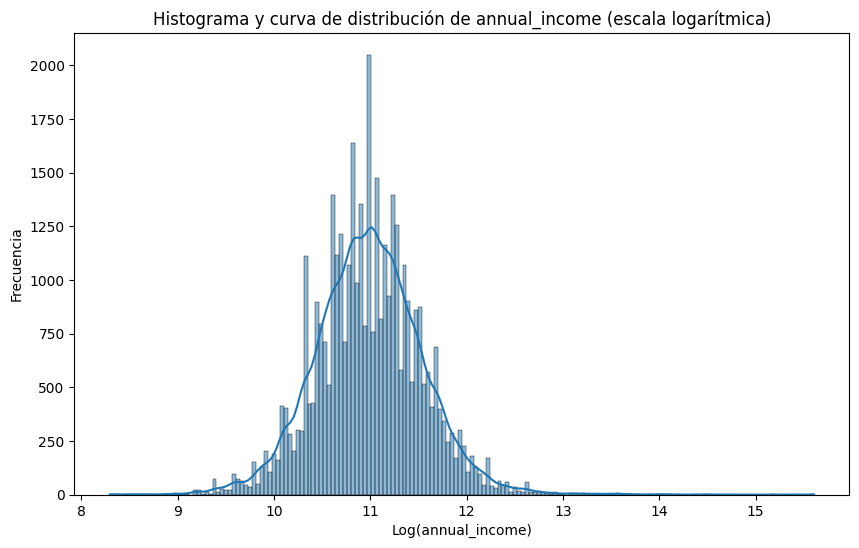 Histograma y curva de distribución de annual_income (escala logarítmica)
Frecuencia
2000
1750
1500
1250
1000
750
500
250
0
8 9 10 11 12 13 14 15
Log(annual_income)